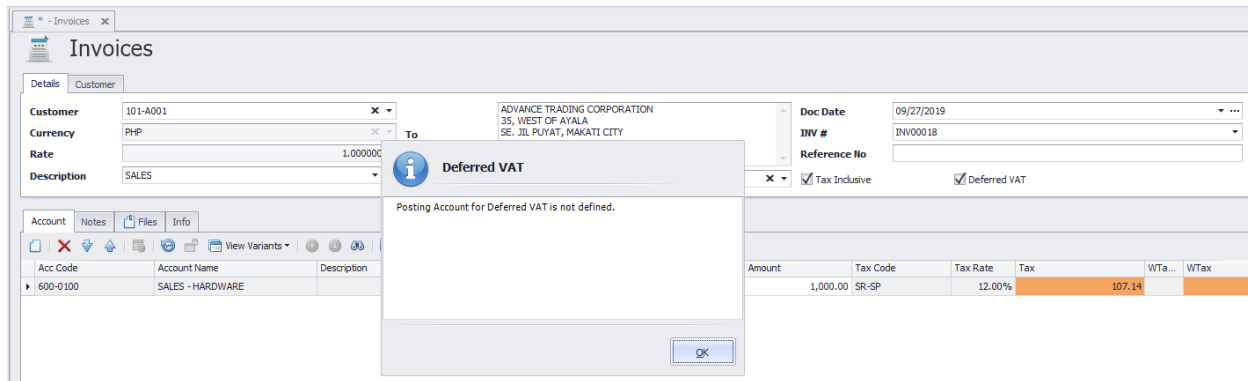 * - Invoices
Invoices
Details Customer
Customer 101-A001
Currency PHP
Rate 1.000000
Description SALES
To
ADVANCE TRADING CORPORATION
35, WEST OF AYALA
SE. JIL PUYAT, MAKATI CITY
Doc Date 09/27/2019
INV # INV00018
Reference No
Tax Inclusive Deferred VAT
Deferred VAT
Posting Account for Deferred VAT is not defined.
OK
Account Notes Files Info
View Variants
Acc Code Account Name Description Amount Tax Code Tax Rate Tax WTa... WTax
600-0100 SALES - HARDWARE 1,000.00 SR-SP 12.00% 107.14